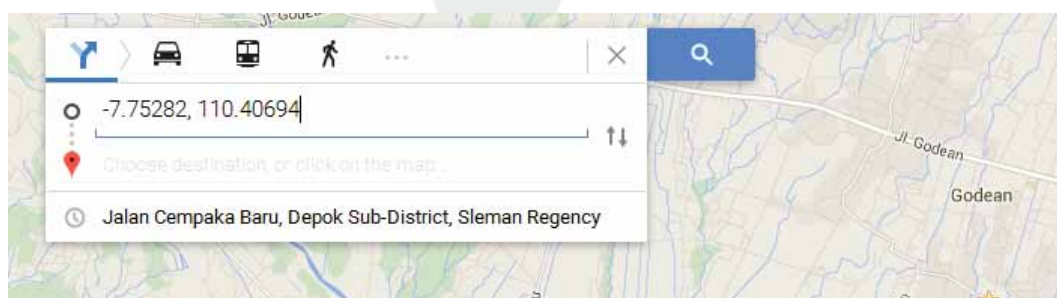 Jl. Godean
-7.75282, 110.40694
Choose destination, or click on the map...
Jl. Godean
Godean
Jalan Cempaka Baru, Depok Sub-District, Sleman Regency